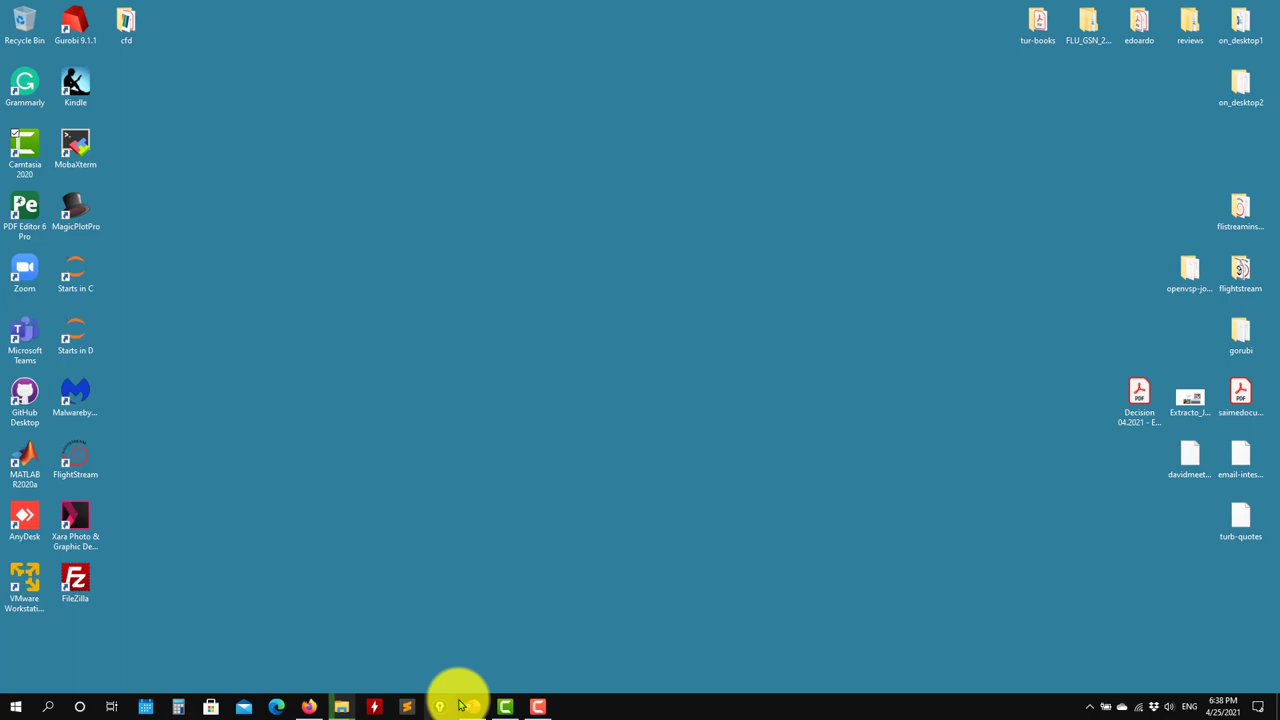 Recycle Bin
Gurobi 9.1.1
cfd
tur-books
FLU_GSN_2...
edoardo
reviews
on_desktop1
Grammarly
Kindle
on_desktop2
Camtasia
2020
MobaXterm
PDF Editor 6
Pro
MagicPlotPro
flistreamins...
Zoom
Starts in C
openvsp-jo...
flightstream
Microsoft
Teams
Starts in D
gorubi
GitHub
Desktop
Malwareby...
Decision
04.2021 - E...
Extracto_J...
saimedocu...
MATLAB
R2020a
FlightStream
davidmeet...
email-intes...
AnyDesk
Xara Photo &
Graphic De...
turb-quotes
VMware
Workstati...
FileZilla
ENG
6:38 PM
4/25/2021